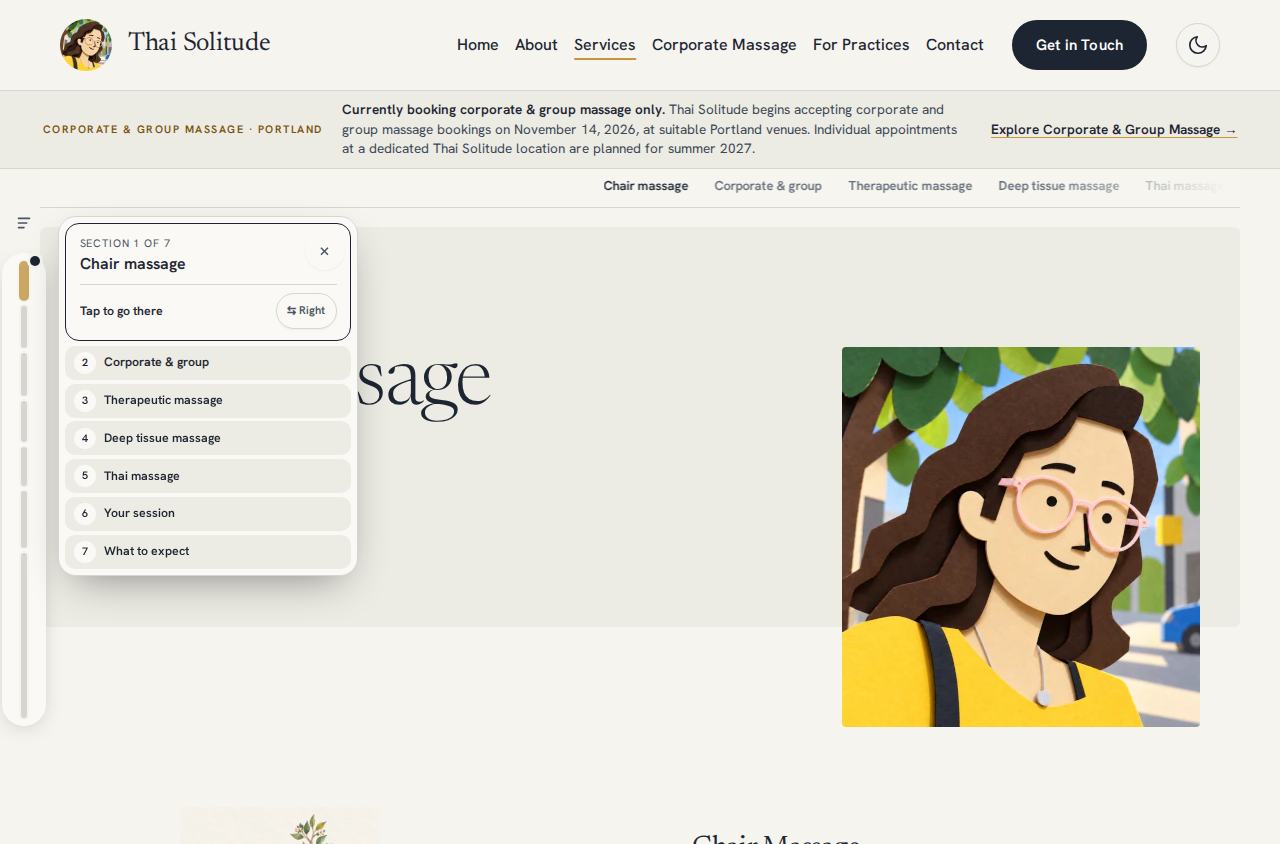 Thai Solitude
Home About Services Corporate Massage For Practices Contact Get in Touch
CORPORATE & GROUP MASSAGE · PORTLAND
Currently booking corporate & group massage only. Thai Solitude begins accepting corporate and
group massage bookings on November 14, 2026, at suitable Portland venues. Individual appointments
at a dedicated Thai Solitude location are planned for summer 2027.
Explore Corporate & Group Massage →
Chair massage Corporate & group Therapeutic massage Deep tissue massage Thai massage
SECTION 1 OF 7
Chair massage
×
Tap to go there
⇆ Right
2 Corporate & group
3 Therapeutic massage
4 Deep tissue massage
5 Thai massage
6 Your session
7 What to expect
sage
Chair Massage